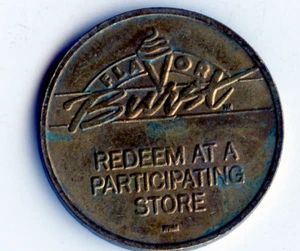 FLAVOR
Burst
REDEEM AT A
PARTICIPATING
STORE